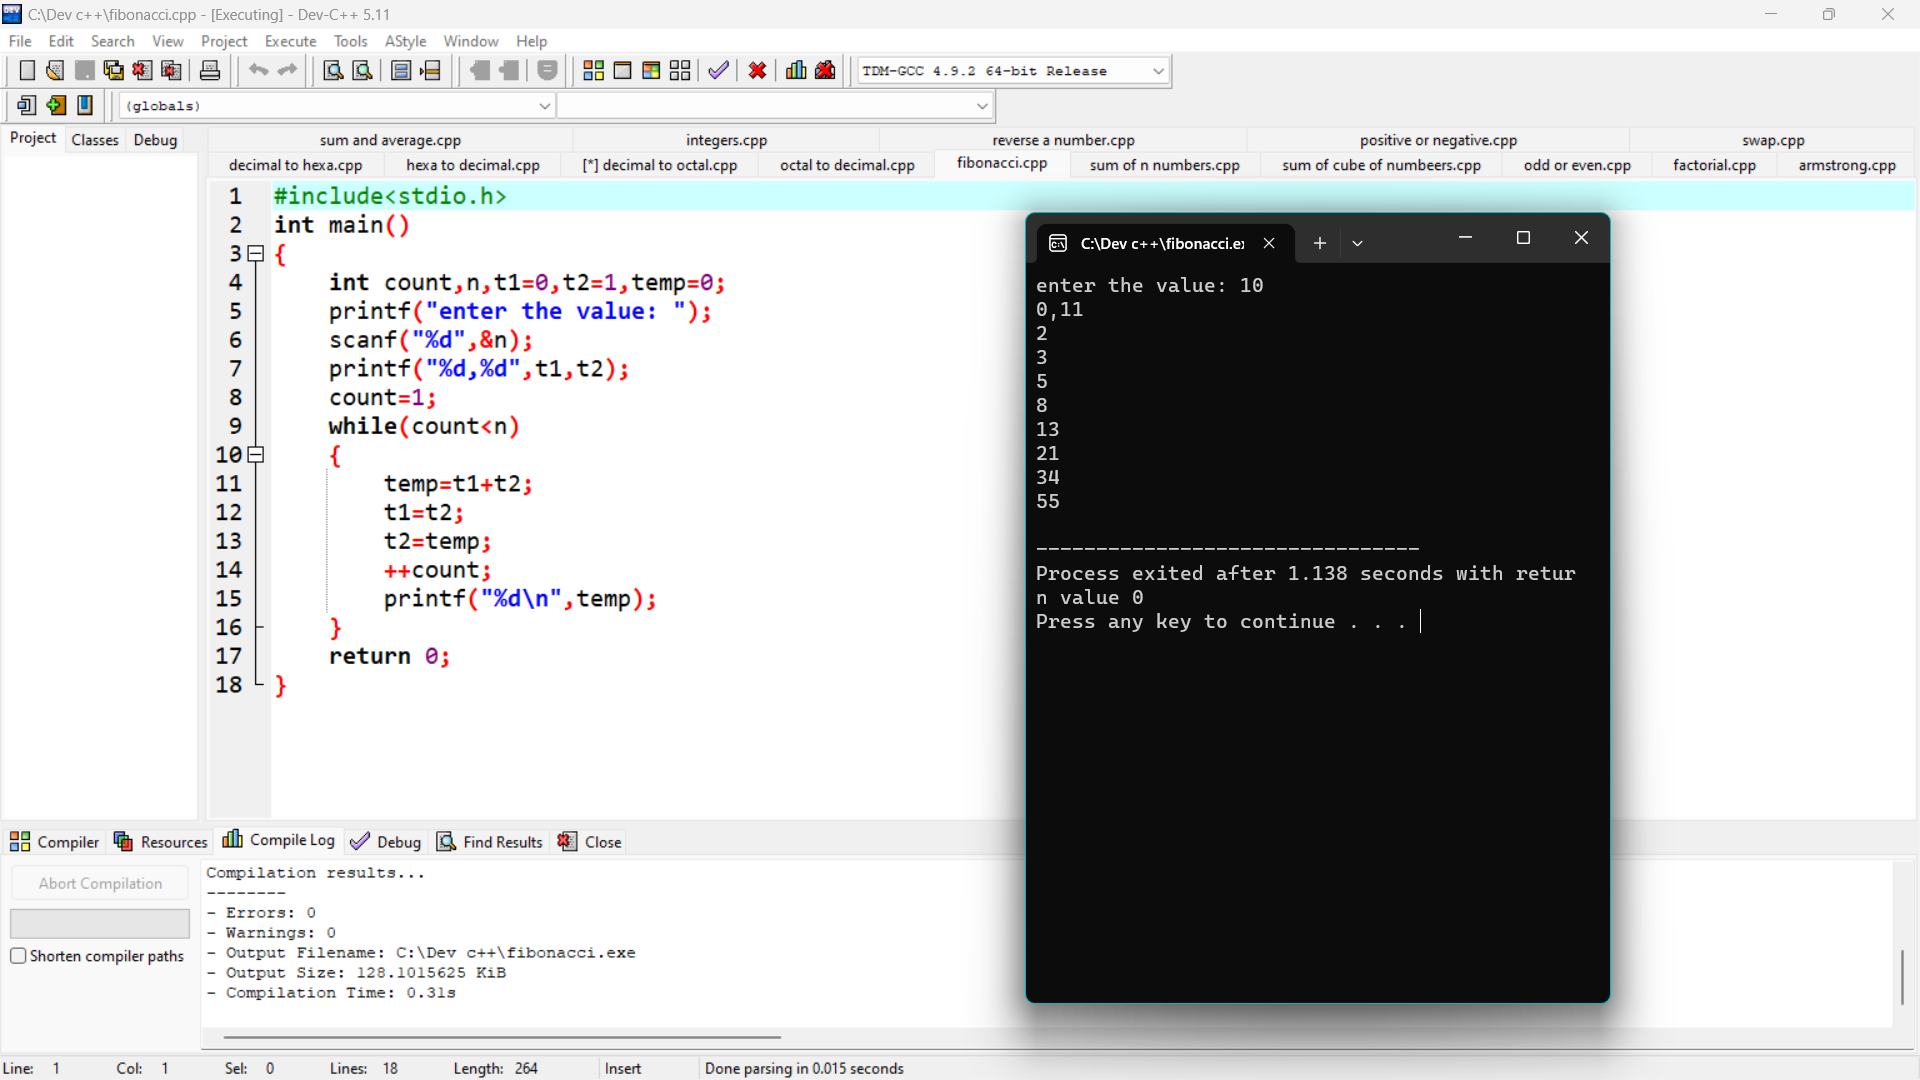 C:\Dev c++\fibonacci.cpp - [Executing] - Dev-C++ 5.11
File Edit Search View Project Execute Tools AStyle Window Help
TDM-GCC 4.9.2 64-bit Release
(globals)
Project Classes Debug
sum and average.cpp integers.cpp reverse a number.cpp positive or negative.cpp swap.cpp
decimal to hexa.cpp hexa to decimal.cpp [*] decimal to octal.cpp octal to decimal.cpp fibonacci.cpp sum of n numbers.cpp sum of cube of numbeers.cpp odd or even.cpp factorial.cpp armstrong.cpp
1 #include<stdio.h>
2 int main()
3 {
4 int count,n,t1=0,t2=1,temp=0;
5 printf("enter the value: ");
6 scanf("%d",&n);
7 printf("%d,%d",t1,t2);
8 count=1;
9 while(count<n)
10 {
11 temp=t1+t2;
12 t1=t2;
13 t2=temp;
14 ++count;
15 printf("%d\n",temp);
16 }
17 return 0;
18 }
C:\Dev c++\fibonacci.e
enter the value: 10
0,11
2
3
5
8
13
21
34
55
--------------------------------
Process exited after 1.138 seconds with retur
n value 0
Press any key to continue . . .
Compiler Resources Compile Log Debug Find Results Close
Abort Compilation
Shorten compiler paths
Compilation results...
--------
- Errors: 0
- Warnings: 0
- Output Filename: C:\Dev c++\fibonacci.exe
- Output Size: 128.1015625 KiB
- Compilation Time: 0.31s
Line: 1 Col: 1 Sel: 0 Lines: 18 Length: 264 Insert Done parsing in 0.015 seconds